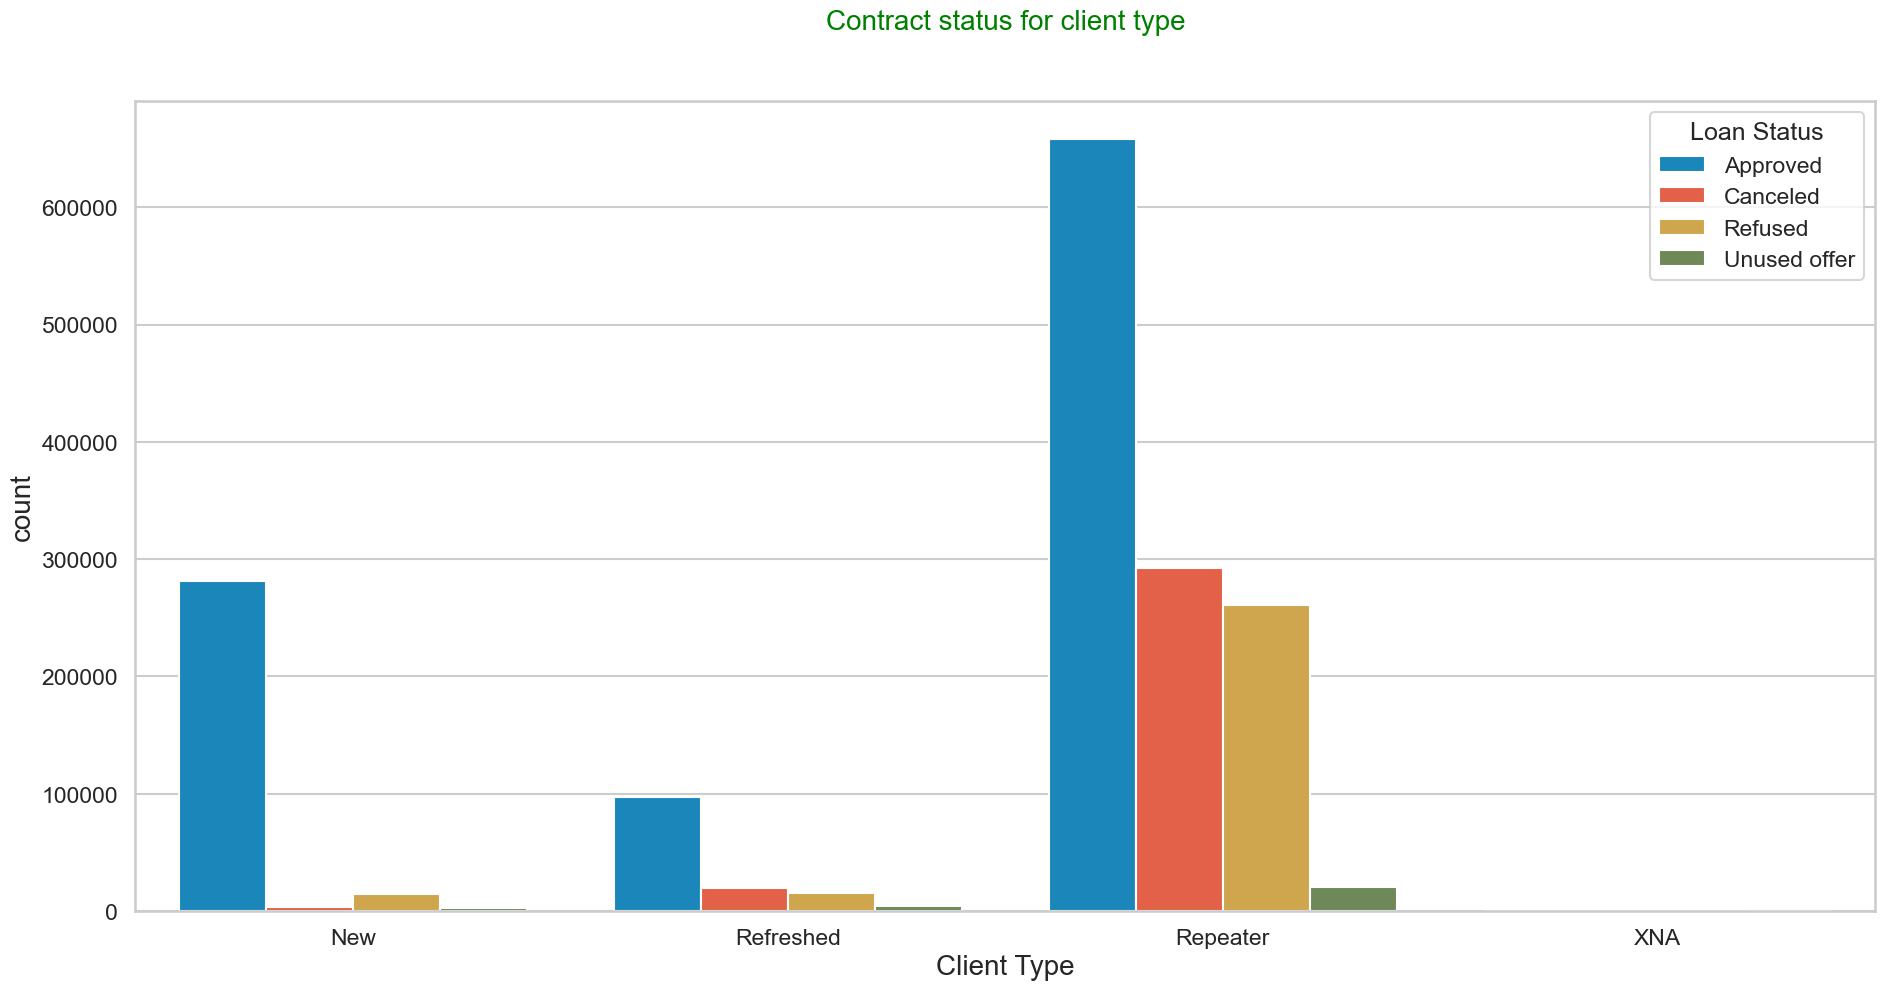 Contract status for client type
Loan Status
Approved
Canceled
Refused
Unused offer
600000
500000
400000
300000
200000
100000
0
count
New
Refreshed
Repeater
XNA
Client Type